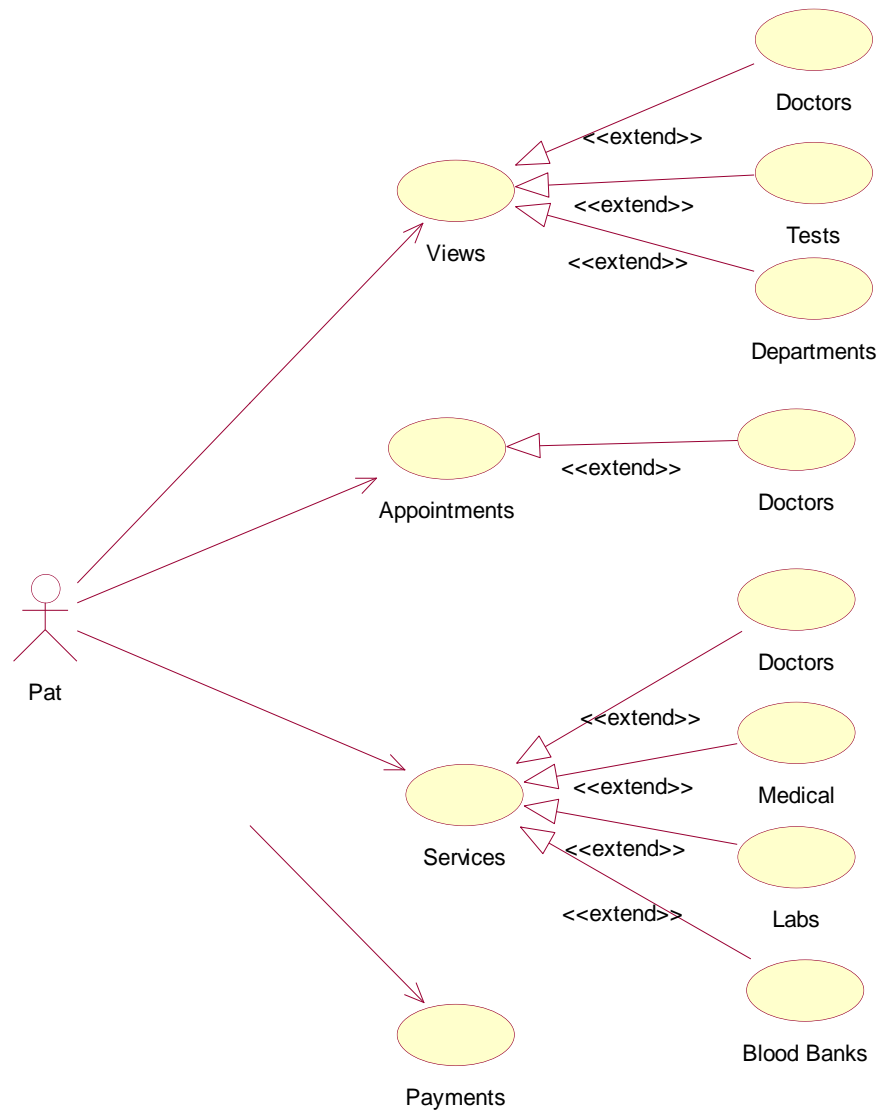 Doctors
<<extend>>
Tests
<<extend>>
Views
<<extend>>
Departments
<<extend>>
Appointments
Doctors
Doctors
Pat
<<extend>>
<<extend>>
Medical
<<extend>>
Services
Labs
<<extend>>
Blood Banks
Payments